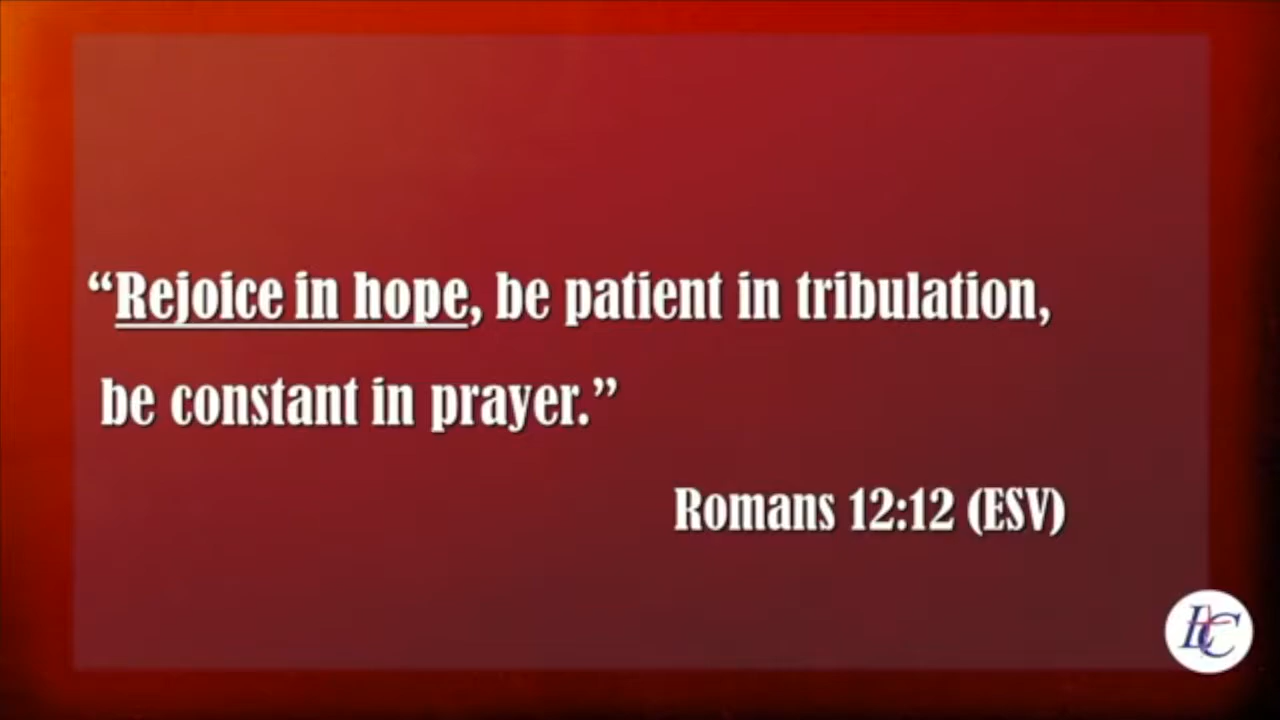 “Rejoice in hope, be patient in tribulation,
be constant in prayer.”
Romans 12:12 (ESV)